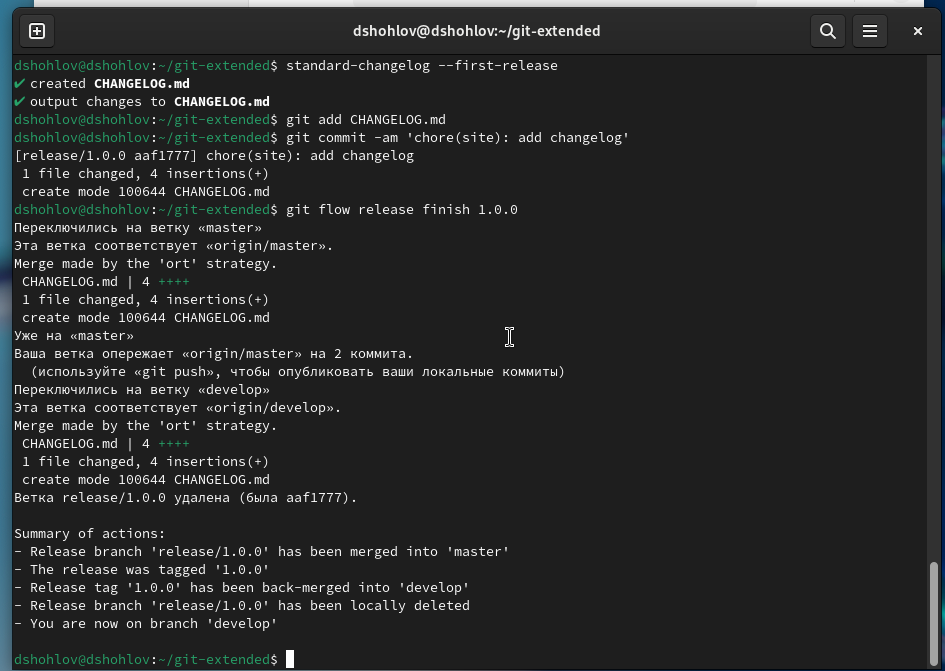 dshohlov@dshohlov:~/git-extended
dshohlov@dshohlov:~/git-extended$ standard-changelog --first-release
✔ created CHANGELOG.md
✔ output changes to CHANGELOG.md
dshohlov@dshohlov:~/git-extended$ git add CHANGELOG.md
dshohlov@dshohlov:~/git-extended$ git commit -am 'chore(site): add changelog'
[release/1.0.0 aaf1777] chore(site): add changelog
 1 file changed, 4 insertions(+)
 create mode 100644 CHANGELOG.md
dshohlov@dshohlov:~/git-extended$ git flow release finish 1.0.0
Переключились на ветку «master»
Эта ветка соответствует «origin/master».
Merge made by the 'ort' strategy.
 CHANGELOG.md | 4 ++++
 1 file changed, 4 insertions(+)
 create mode 100644 CHANGELOG.md
Уже на «master»
Ваша ветка опережает «origin/master» на 2 коммита.
  (используйте «git push», чтобы опубликовать ваши локальные коммиты)
Переключились на ветку «develop»
Эта ветка соответствует «origin/develop».
Merge made by the 'ort' strategy.
 CHANGELOG.md | 4 ++++
 1 file changed, 4 insertions(+)
 create mode 100644 CHANGELOG.md
Ветка release/1.0.0 удалена (была aaf1777).
Summary of actions:
- Release branch 'release/1.0.0' has been merged into 'master'
- The release was tagged '1.0.0'
- Release tag '1.0.0' has been back-merged into 'develop'
- Release branch 'release/1.0.0' has been locally deleted
- You are now on branch 'develop'
dshohlov@dshohlov:~/git-extended$